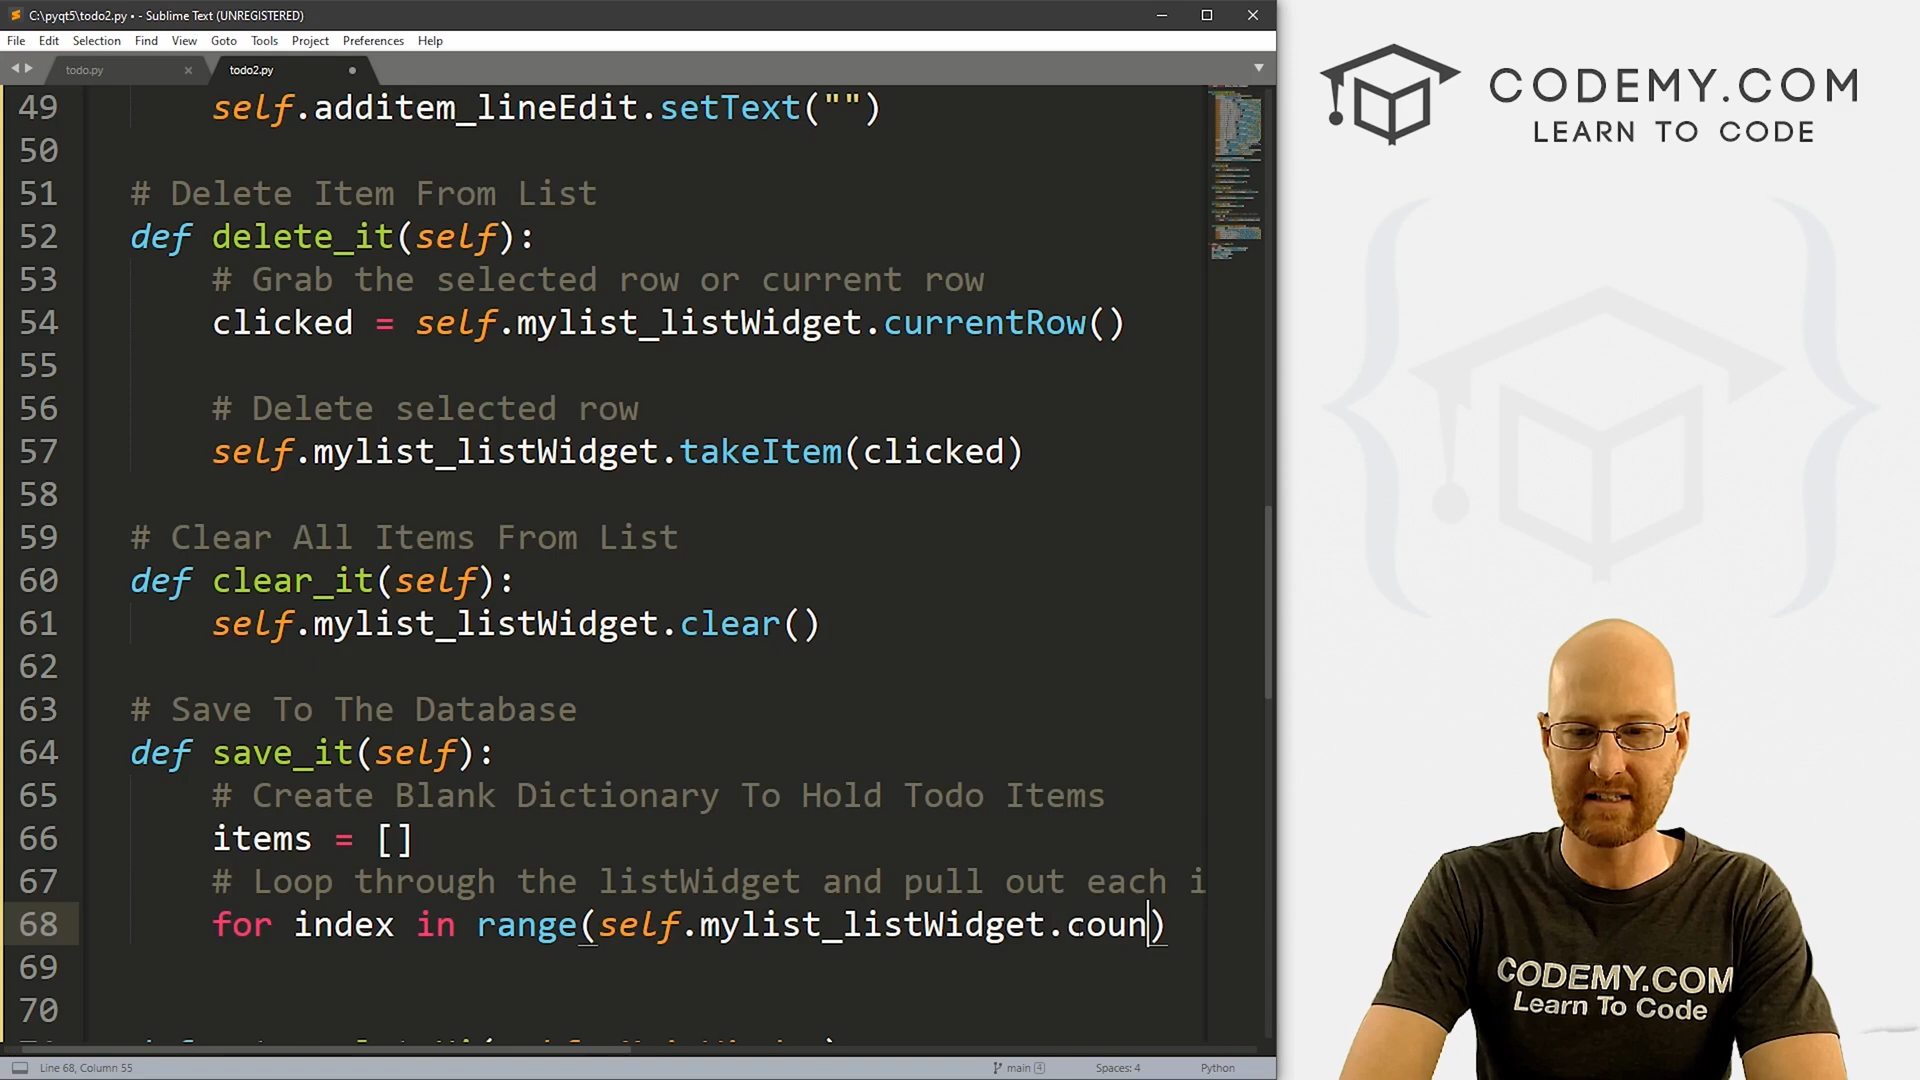 C:\pyqt5\todo2.py • - Sublime Text (UNREGISTERED)
File Edit Selection Find View Goto Tools Project Preferences Help
todo.py todo2.py
49 self.additem_lineEdit.setText("")
50
51 # Delete Item From List
52 def delete_it(self):
53 # Grab the selected row or current row
54 clicked = self.mylist_listWidget.currentRow()
55
56 # Delete selected row
57 self.mylist_listWidget.takeItem(clicked)
58
59 # Clear All Items From List
60 def clear_it(self):
61 self.mylist_listWidget.clear()
62
63 # Save To The Database
64 def save_it(self):
65 # Create Blank Dictionary To Hold Todo Items
66 items = []
67 # Loop through the listWidget and pull out each i
68 for index in range(self.mylist_listWidget.coun)
69
70
Line 68, Column 55 main 4 Spaces: 4 Python
CODEMY.COM
LEARN TO CODE
CODEMY.COM
Learn To Code